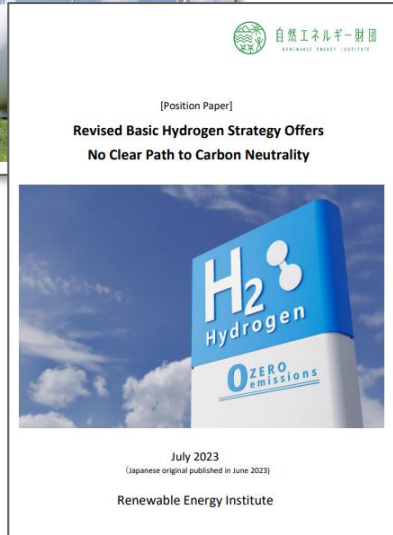 自然エネルギー財団
RENEWABLE ENERGY INSTITUTE
[Position Paper]
Revised Basic Hydrogen Strategy Offers
No Clear Path to Carbon Neutrality
H2
Hydrogen
0 ZERO
emissions
July 2023
(Japanese original published in June 2023)
Renewable Energy Institute